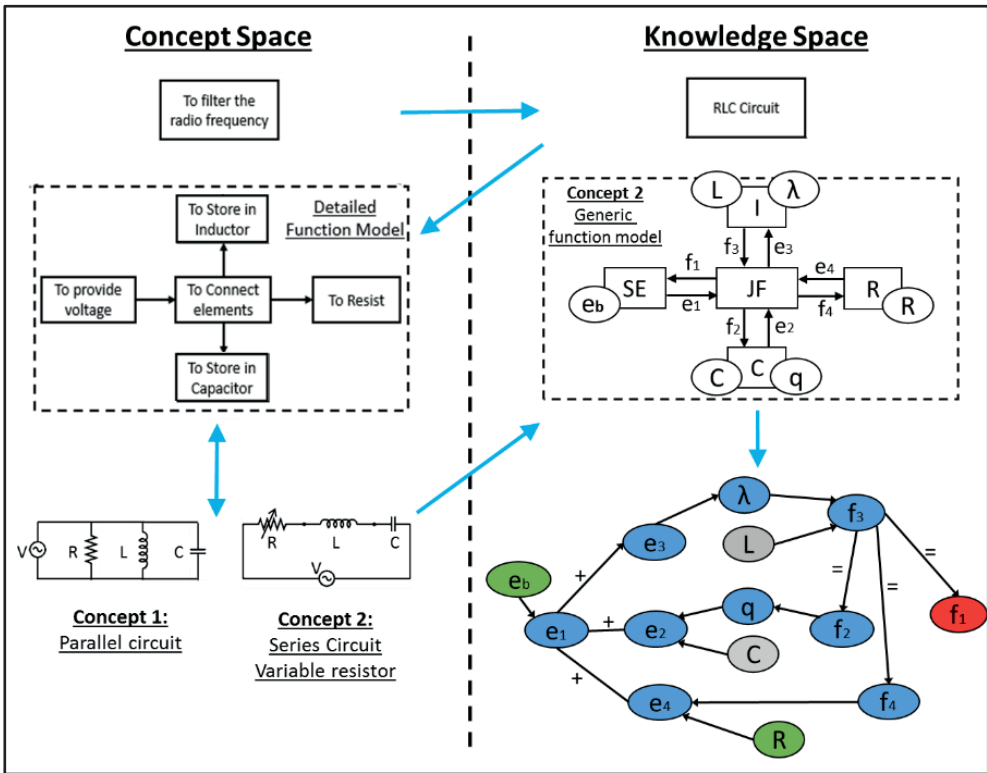 Concept Space
Knowledge Space
To filter the
radio frequency
RLC Circuit
Detailed
Function Model
To Store in
Inductor
To provide
voltage
To Connect
elements
To Resist
To Store in
Capacitor
Concept 2
Generic
function model
L
λ
I
f3
e3
f1
e4
eb
SE
JF
R
R
e1
f4
f2
e2
C
C
q
V
R
L
C
R
L
C
V
Concept 1:
Parallel circuit
Concept 2:
Series Circuit
Variable resistor
λ
f3
L
e3
+
=
=
=
eb
e1
+
e2
q
f2
f1
C
+
e4
f4
R